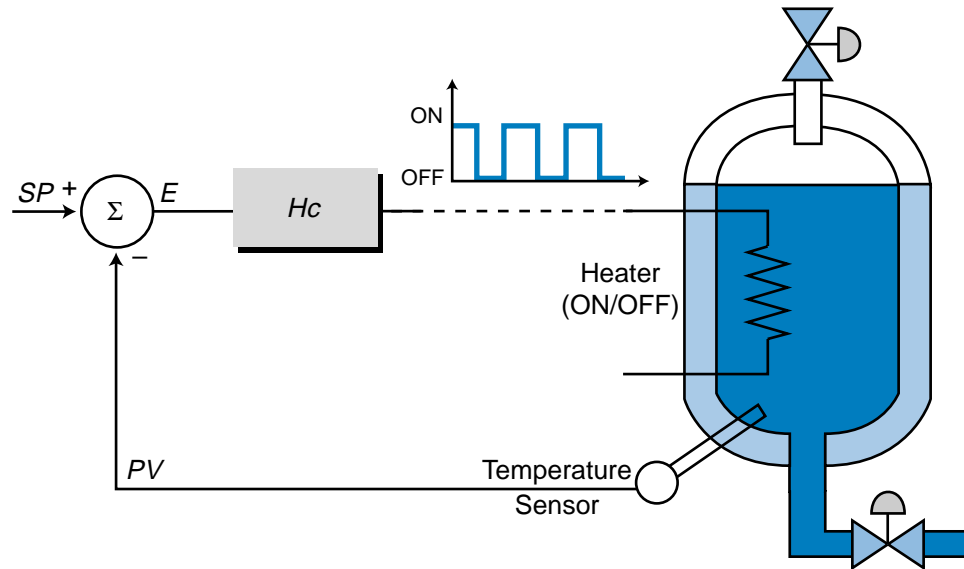 ON
OFF
SP +
Σ
E
Hc
−
Heater
(ON/OFF)
PV
Temperature
Sensor